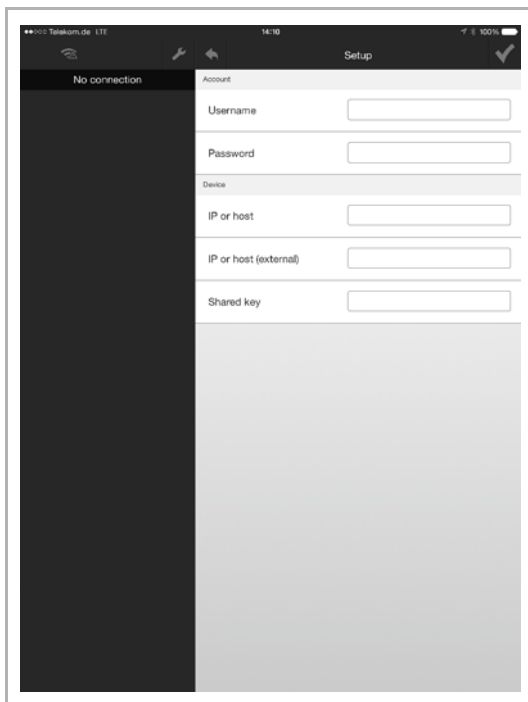 Telekom.de LTE 14:10 100%
Setup
No connection
Account
Username
Password
Device
IP or host
IP or host (external)
Shared key